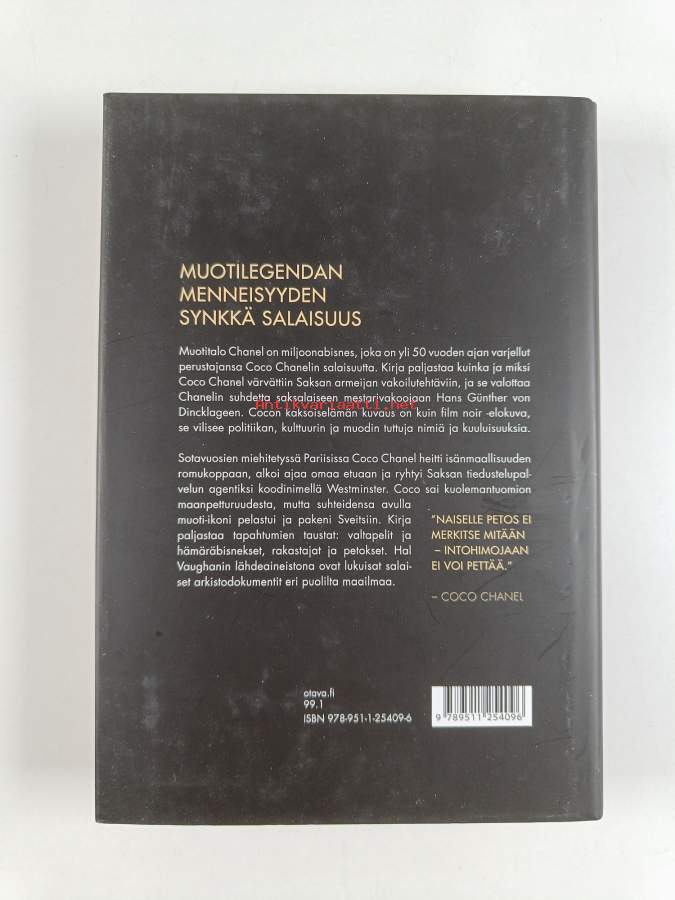 MUOTILEGENDAN
MENNEISYYDEN
SYNKKÄ SALAISUUS
Muotitalo Chanel on miljoonabisnes, joka on yli 50 vuoden ajan varjellut
perustajansa Coco Chanelin salaisuutta. Kirja paljastaa kuinka ja miksi
Coco Chanel värvättiin Saksan armeijan vakoilutehtäviin, ja se valottaa
Chanelin suhdetta saksalaiseen mestarivakoojaan Hans Günther von
Antikvariaatti.net
Dincklageen. Cocon kaksoiselämän kuvaus on kuin film noir -elokuva,
se vilisee politiikan, kulttuurin ja muodin tuttuja nimiä ja kuuluisuuksia.
Sotavuosien miehitetyssä Pariisissa Coco Chanel heitti isänmaallisuuden
romukoppaan, alkoi ajaa omaa etuaan ja ryhtyi Saksan tiedustelupal-
velun agentiksi koodinimellä Westminster. Coco sai kuolemantuomion
maanpetturuudesta, mutta suhteidensa avulla
muoti-ikoni pelastui ja pakeni Sveitsiin. Kirja
paljastaa tapahtumien taustat: valtapelit ja
hämäräbisnekset, rakastajat ja petokset. Hal
Vaughanin lähdeaineistona ovat lukuisat salai-
set arkistodokumentit eri puolilta maailmaa.
"NAISELLE PETOS EI
MERKITSE MITÄÄN
– INTOHIMOJAAN
EI VOI PETTÄÄ."
– COCO CHANEL
otava.fi
99.1
ISBN 978-951-1-25409-6
9 789511 254096